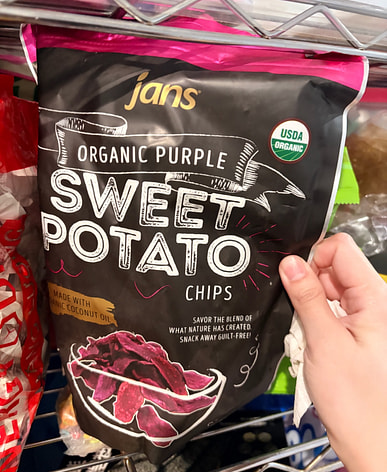 jans
USDA
ORGANIC
ORGANIC PURPLE
SWEET
POTATO
CHIPS
MADE WITH
COCONUT OIL
SAVOR THE BLEND OF
WHAT NATURE HAS CREATED.
SNACK AWAY GUILT-FREE!